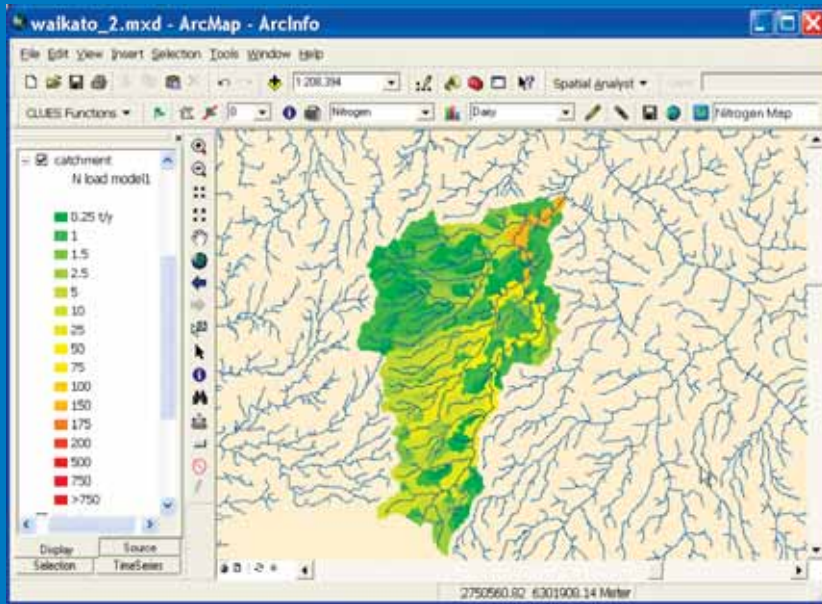 waikato_2.mxd - ArcMap - ArcInfo
File Edit View Insert Selection Tools Window Help
1:208,394 Spatial Analyst
CLUES Functions 0 Nitrogen Dairy Nitrogen Map
catchment
N load model1
0.25 t/y
1
1.5
2.5
5
10
25
50
75
100
150
175
200
500
750
>750
Display Source
Selection TimeSeries
2750560.82 6301908.14 Meter